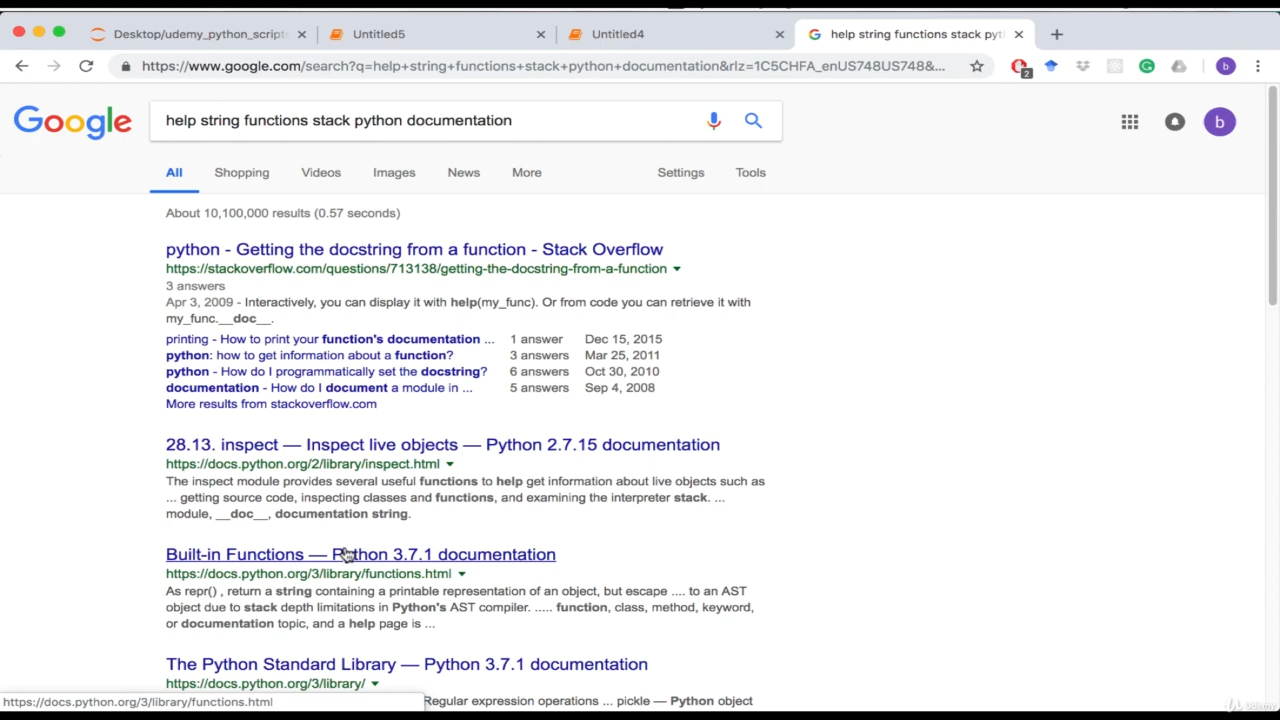 Desktop/udemy_python_scripts
Untitled5
Untitled4
help string functions stack pyth
https://www.google.com/search?q=help+string+functions+stack+python+documentation&rlz=1C5CHFA_enUS748US748&...
2
b
Google
help string functions stack python documentation
b
All Shopping Videos Images News More Settings Tools
About 10,100,000 results (0.57 seconds)
python - Getting the docstring from a function - Stack Overflow
https://stackoverflow.com/questions/713138/getting-the-docstring-from-a-function
3 answers
Apr 3, 2009 - Interactively, you can display it with help(my_func). Or from code you can retrieve it with
my_func.__doc__.
printing - How to print your function's documentation ... 1 answer Dec 15, 2015
python: how to get information about a function? 3 answers Mar 25, 2011
python - How do I programmatically set the docstring? 6 answers Oct 30, 2010
documentation - How do I document a module in ... 5 answers Sep 4, 2008
More results from stackoverflow.com
28.13. inspect — Inspect live objects — Python 2.7.15 documentation
https://docs.python.org/2/library/inspect.html
The inspect module provides several useful functions to help get information about live objects such as
... getting source code, inspecting classes and functions, and examining the interpreter stack. ...
module, __doc__, documentation string.
Built-in Functions — Python 3.7.1 documentation
https://docs.python.org/3/library/functions.html
As repr() , return a string containing a printable representation of an object, but escape .... to an AST
object due to stack depth limitations in Python's AST compiler. ..... function, class, method, keyword,
or documentation topic, and a help page is ...
The Python Standard Library — Python 3.7.1 documentation
https://docs.python.org/3/library/
Regular expression operations ... pickle — Python object
https://docs.python.org/3/library/functions.html
Udemy